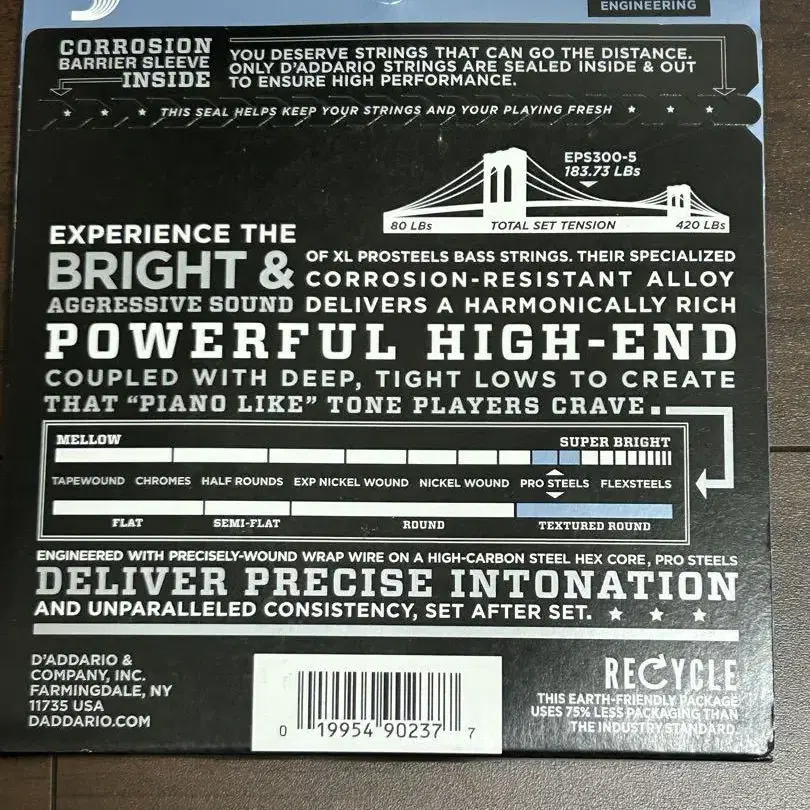 ENGINEERING
CORROSION
BARRIER SLEEVE
INSIDE
YOU DESERVE STRINGS THAT CAN GO THE DISTANCE.
ONLY D'ADDARIO STRINGS ARE SEALED INSIDE & OUT
TO ENSURE HIGH PERFORMANCE.
★ ★ ★ THIS SEAL HELPS KEEP YOUR STRINGS AND YOUR PLAYING FRESH ★ ★ ★
EPS300-5
183.73 LBs
80 LBs TOTAL SET TENSION 420 LBs
EXPERIENCE THE
BRIGHT &
AGGRESSIVE SOUND
OF XL PROSTEELS BASS STRINGS. THEIR SPECIALIZED
CORROSION-RESISTANT ALLOY
DELIVERS A HARMONICALLY RICH
POWERFUL HIGH-END
COUPLED WITH DEEP, TIGHT LOWS TO CREATE
THAT “PIANO LIKE” TONE PLAYERS CRAVE.
MELLOW SUPER BRIGHT
TAPEWOUND CHROMES HALF ROUNDS EXP NICKEL WOUND NICKEL WOUND PRO STEELS FLEXSTEELS
FLAT SEMI-FLAT ROUND TEXTURED ROUND
ENGINEERED WITH PRECISELY-WOUND WRAP WIRE ON A HIGH-CARBON STEEL HEX CORE, PRO STEELS
DELIVER PRECISE INTONATION
AND UNPARALLELED CONSISTENCY, SET AFTER SET. ★ ★ ★
D'ADDARIO &
COMPANY, INC.
FARMINGDALE, NY
11735 USA
DADDARIO.COM
0 19954 90237 7
RECYCLE
THIS EARTH-FRIENDLY PACKAGE
USES 75% LESS PACKAGING THAN
THE INDUSTRY STANDARD.